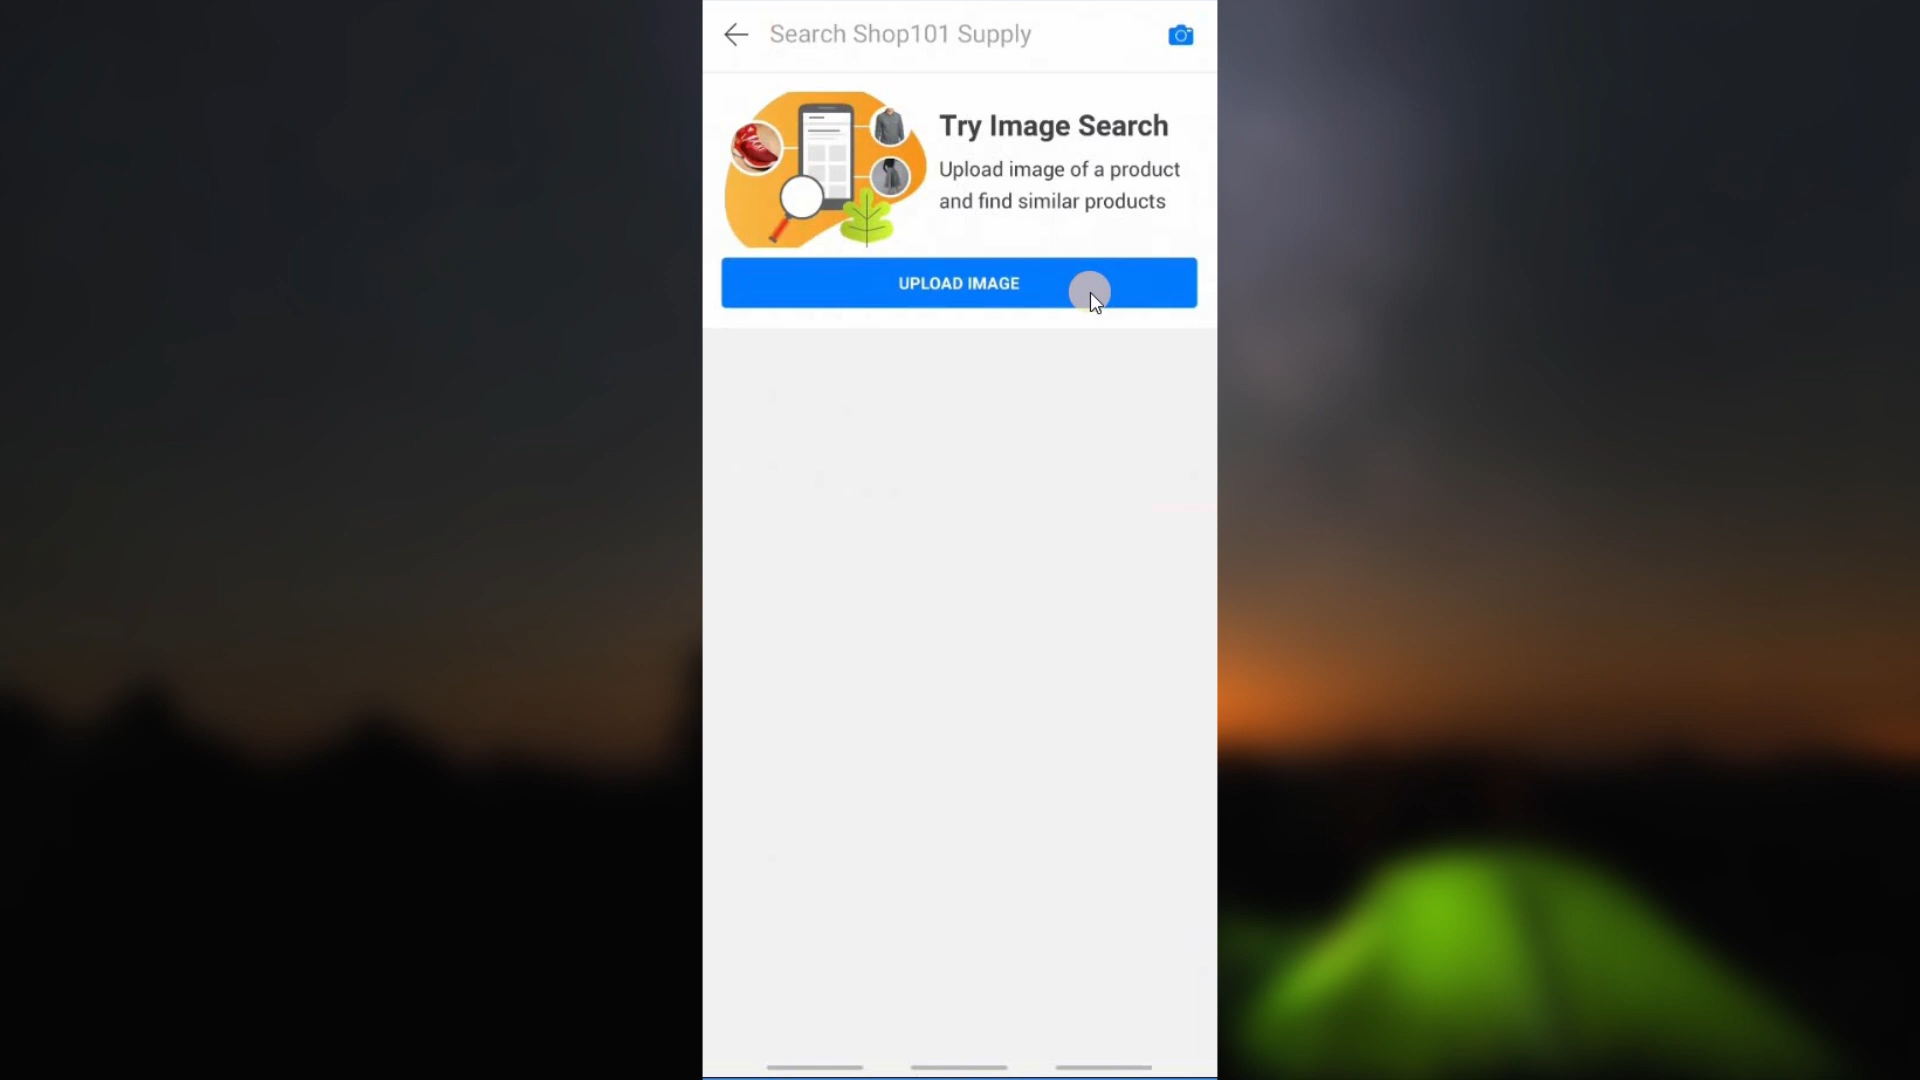 Search Shop101 Supply
Try Image Search
Upload image of a product
and find similar products
UPLOAD IMAGE